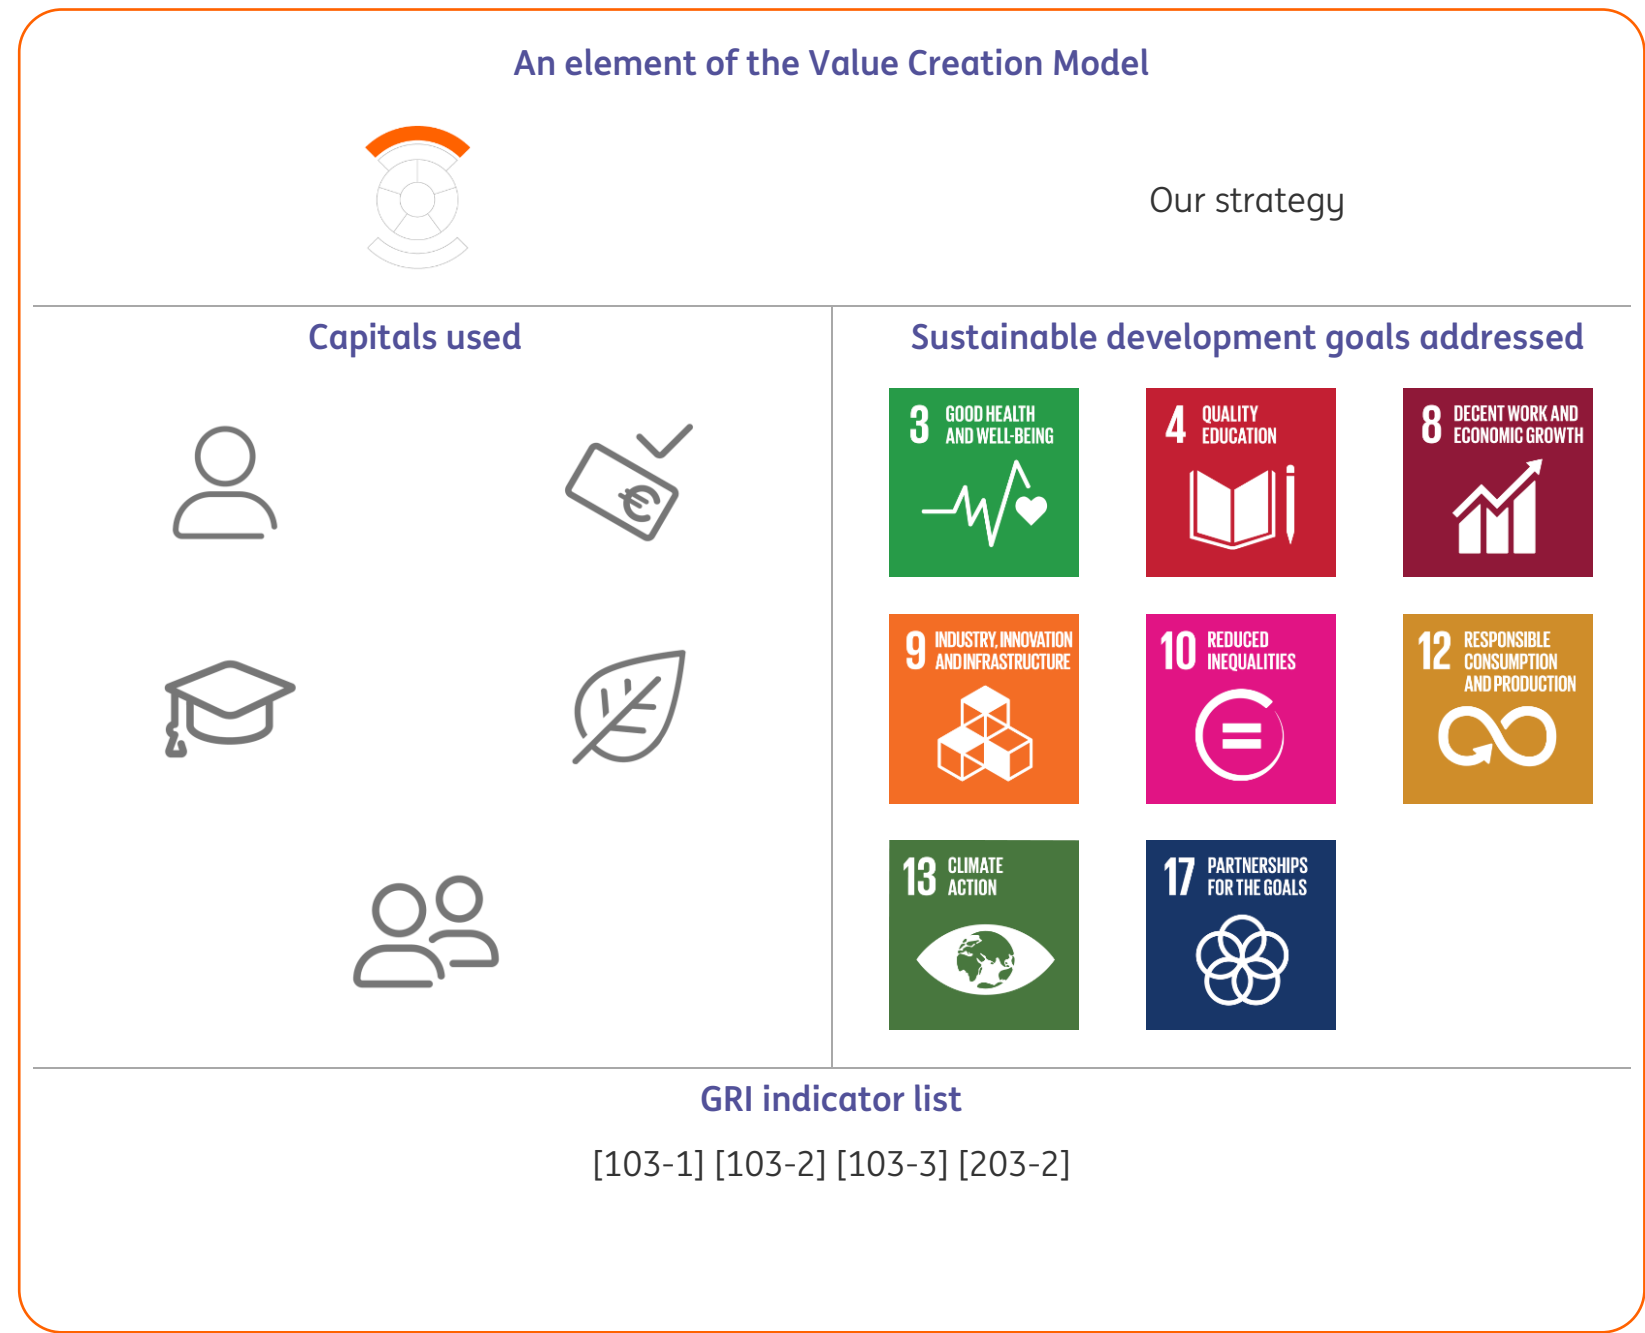 An element of the Value Creation Model
Our strategy
Capitals used
Sustainable development goals addressed
3 GOOD HEALTH
AND WELL-BEING
4 QUALITY
EDUCATION
8 DECENT WORK AND
ECONOMIC GROWTH
9 INDUSTRY, INNOVATION
AND INFRASTRUCTURE
10 REDUCED
INEQUALITIES
12 RESPONSIBLE
CONSUMPTION
AND PRODUCTION
13 CLIMATE
ACTION
17 PARTNERSHIPS
FOR THE GOALS
GRI indicator list
[103-1] [103-2] [103-3] [203-2]